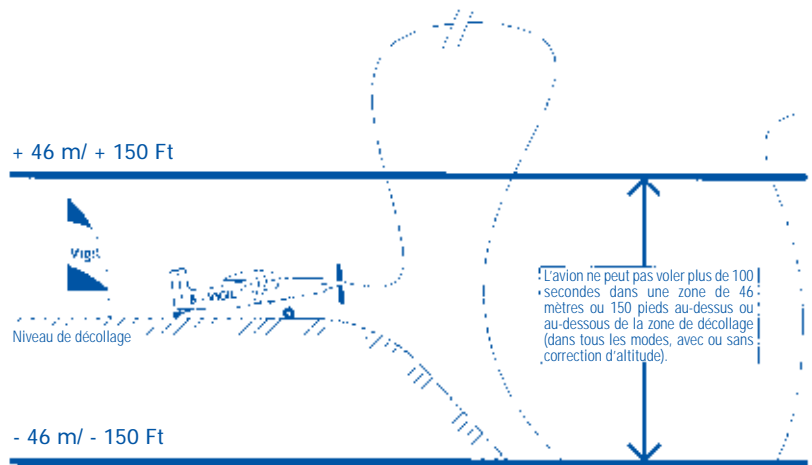 + 46 m/ + 150 Ft
Vigil
VIGIL
L'avion ne peut pas voler plus de 100
secondes dans une zone de 46
mètres ou 150 pieds au-dessus ou
au-dessous de la zone de décollage
(dans tous les modes, avec ou sans
correction d'altitude).
Niveau de décollage
- 46 m/ - 150 Ft